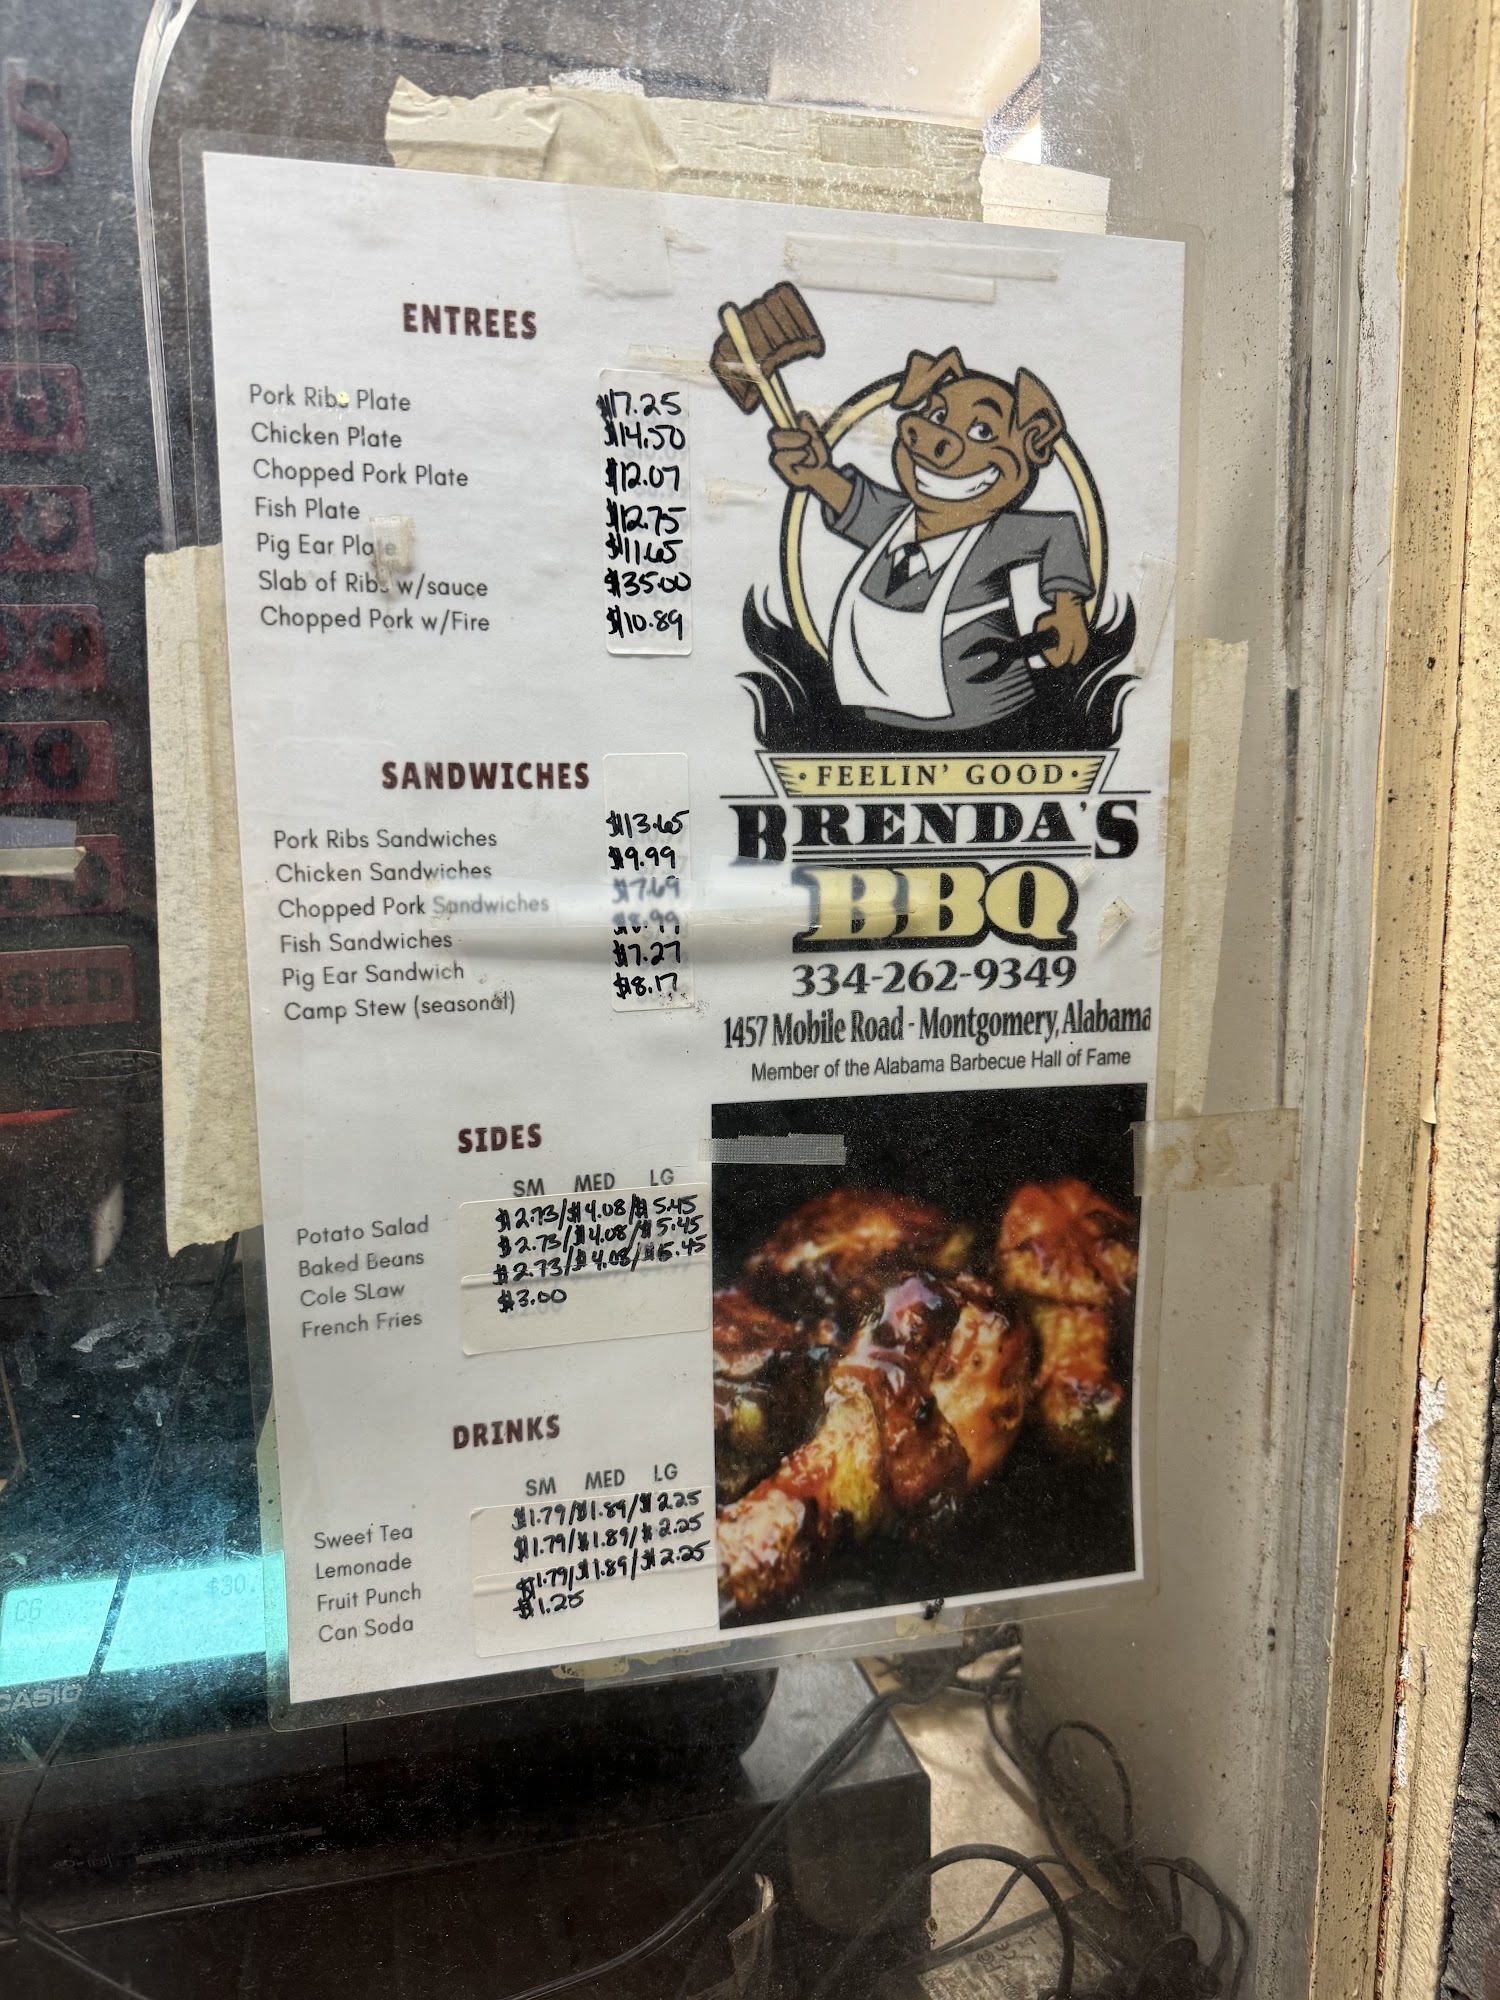 ENTREES
Pork Ribs Plate $17.25
Chicken Plate $14.50
Chopped Pork Plate $12.07
Fish Plate $12.75
Pig Ear Plate $11.65
Slab of Ribs w/sauce $35.00
Chopped Pork w/Fire $10.89
SANDWICHES
Pork Ribs Sandwiches $13.65
Chicken Sandwiches $9.99
Chopped Pork Sandwiches $7.69
Fish Sandwiches $8.99
Pig Ear Sandwich $7.27
Camp Stew (seasonal) $8.17
SIDES
SM MED LG
Potato Salad $2.73/$4.08/$5.45
Baked Beans $2.73/$4.08/$5.45
Cole SLaw $2.73/$4.08/$5.45
French Fries $3.00
DRINKS
SM MED LG
Sweet Tea $1.79/$1.89/$2.25
Lemonade $1.79/$1.89/$2.25
Fruit Punch $1.79/$1.89/$2.25
Can Soda $1.25
• FEELIN' GOOD •
BRENDA'S
BBQ
334-262-9349
1457 Mobile Road - Montgomery, Alabama
Member of the Alabama Barbecue Hall of Fame
CG $30.
CASIO